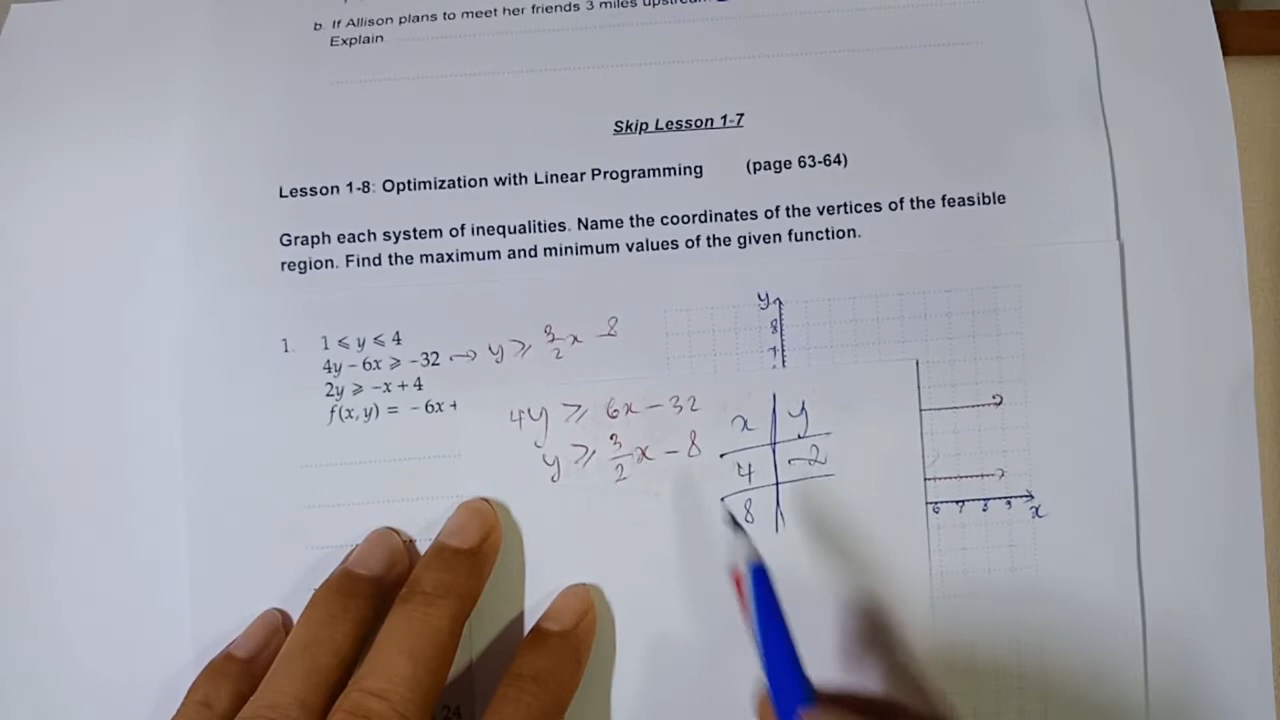 b. If Allison plans to meet her friends 3 miles
Explain
Skip Lesson 1-7
Lesson 1-8: Optimization with Linear Programming (page 63-64)
Graph each system of inequalities. Name the coordinates of the vertices of the feasible
region. Find the maximum and minimum values of the given function.
1. 1 ⩽ y ⩽ 4
4y – 6x ⩾ –32 → y ⩾ 3/2 x – 8
2y ⩾ –x + 4
f(x, y) = – 6x +
4y ⩾ 6x – 32
y ⩾ 3/2 x – 8
x y
4 -2
8
y
8
7
6 7 8 9 x
24